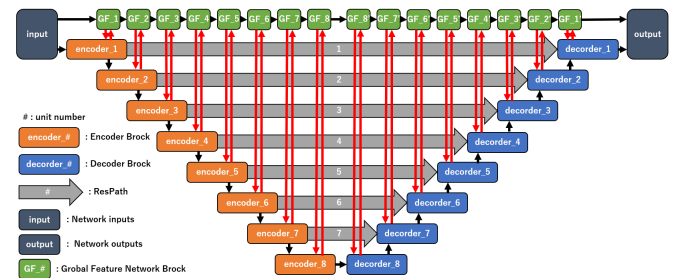 input GF_1 GF_2 GF_3 GF_4 GF_5 GF_6 GF_7 GF_8 GF_8 GF_7 GF_6 GF_5 GF_4 GF_3 GF_2 GF_1 output
encoder_1 1 decorder_1
encoder_2 2 decorder_2
encoder_3 3 decorder_3
# : unit number
encoder_# : Encoder Brock
encoder_4 4 decorder_4
decorder_# : Decoder Brock
encoder_5 5 decorder_5
# : ResPath
encoder_6 6 decorder_6
input : Network inputs
encoder_7 7 decorder_7
output : Network outputs
encoder_8 decorder_8
GF_# : Grobal Feature Network Brock